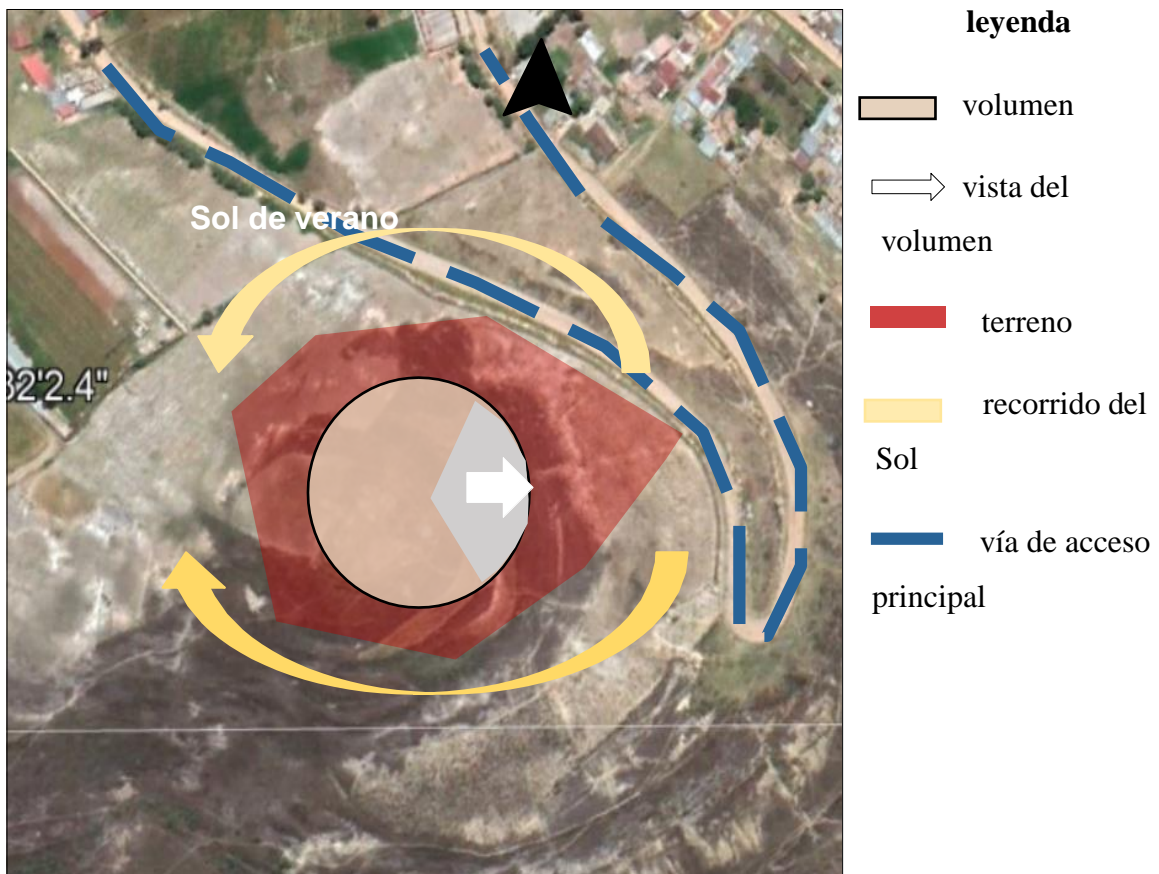 leyenda
volumen
vista del
volumen
terreno
recorrido del
Sol
vía de acceso
principal
Sol de verano
32'2.4"